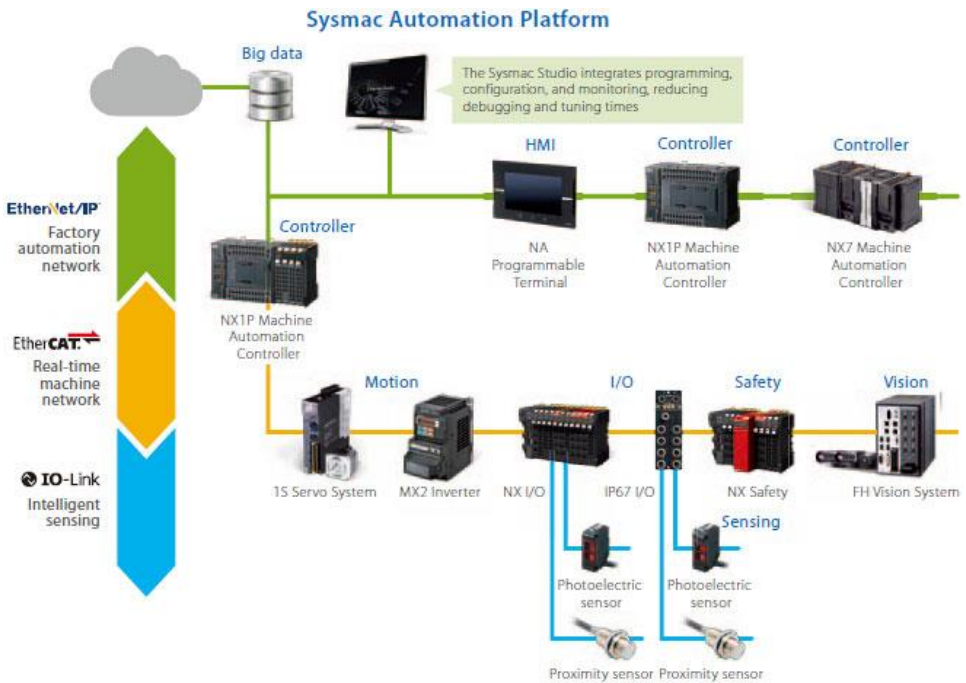 Sysmac Automation Platform
Big data
The Sysmac Studio integrates programming,
configuration, and monitoring, reducing
debugging and tuning times
HMI
Controller
Controller
EtherNet/IP
Factory
automation
network
Controller
NA
Programmable
Terminal
NX1P Machine
Automation
Controller
NX7 Machine
Automation
Controller
NX1P Machine
Automation
Controller
EtherCAT
Real-time
machine
network
Motion
I/O
Safety
Vision
IO-Link
Intelligent
sensing
1S Servo System
MX2 Inverter
NX I/O
IP67 I/O
NX Safety
FH Vision System
Sensing
Photoelectric
sensor
Photoelectric
sensor
Proximity sensor
Proximity sensor